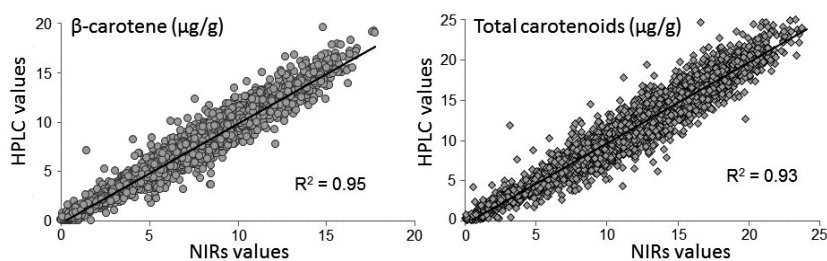 β-carotene (µg/g)
20
15
10
5
0
HPLC values
R² = 0.95
0 5 10 15 20
NIRs values
Total carotenoids (µg/g)
25
20
15
10
5
0
HPLC values
R² = 0.93
0 5 10 15 20 25
NIRs values